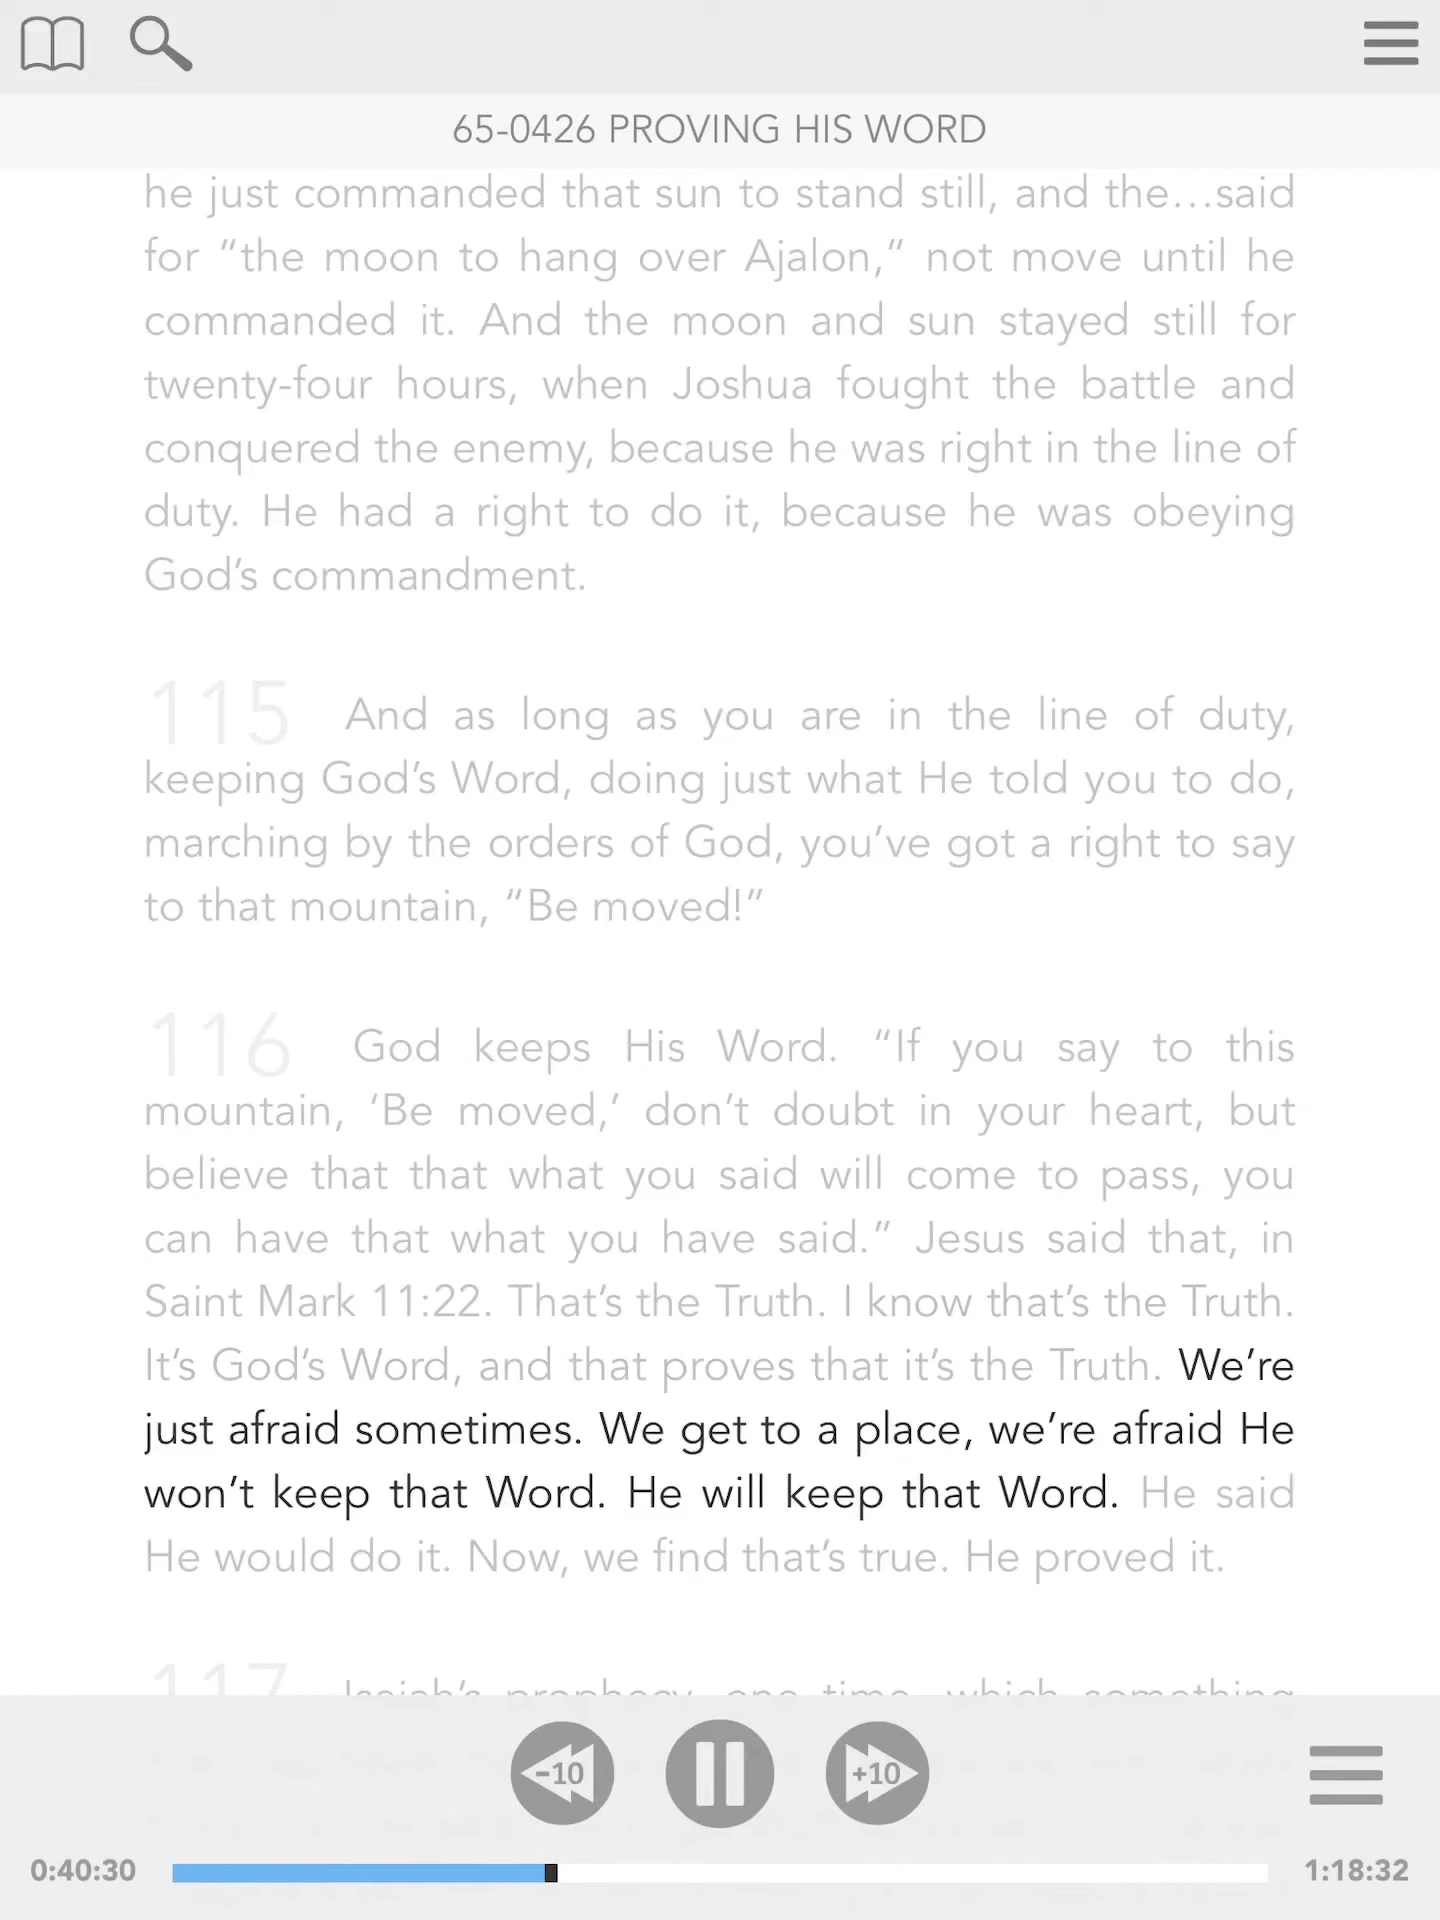 65-0426 PROVING HIS WORD
he just commanded that sun to stand still, and the…said
for “the moon to hang over Ajalon,” not move until he
commanded it. And the moon and sun stayed still for
twenty-four hours, when Joshua fought the battle and
conquered the enemy, because he was right in the line of
duty. He had a right to do it, because he was obeying
God’s commandment.
115 And as long as you are in the line of duty,
keeping God’s Word, doing just what He told you to do,
marching by the orders of God, you’ve got a right to say
to that mountain, “Be moved!”
116 God keeps His Word. “If you say to this
mountain, ‘Be moved,’ don’t doubt in your heart, but
believe that that what you said will come to pass, you
can have that what you have said.” Jesus said that, in
Saint Mark 11:22. That’s the Truth. I know that’s the Truth.
It’s God’s Word, and that proves that it’s the Truth. We’re
just afraid sometimes. We get to a place, we’re afraid He
won’t keep that Word. He will keep that Word. He said
He would do it. Now, we find that’s true. He proved it.
117 Isaiah’s prophecy, one time, which something
-10 +10
0:40:30 1:18:32